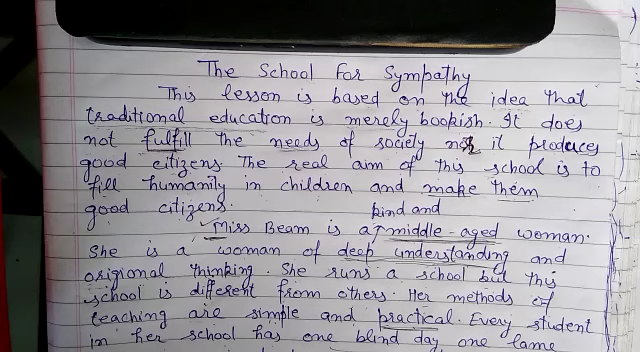 The School For Sympathy
This lesson is based on the idea that
traditional education is merely bookish. It does
not fulfill the needs of society nor it produces
good citizens. The real aim of this school is to
fill humanity in children and make them
good citizens.
kind and
Miss Beam is a middle-aged woman.
She is a woman of deep understanding and
origional thinking. She runs a school but this
school is different from others. Her methods of
teaching are simple and practical. Every student
in her school has one blind day one lame